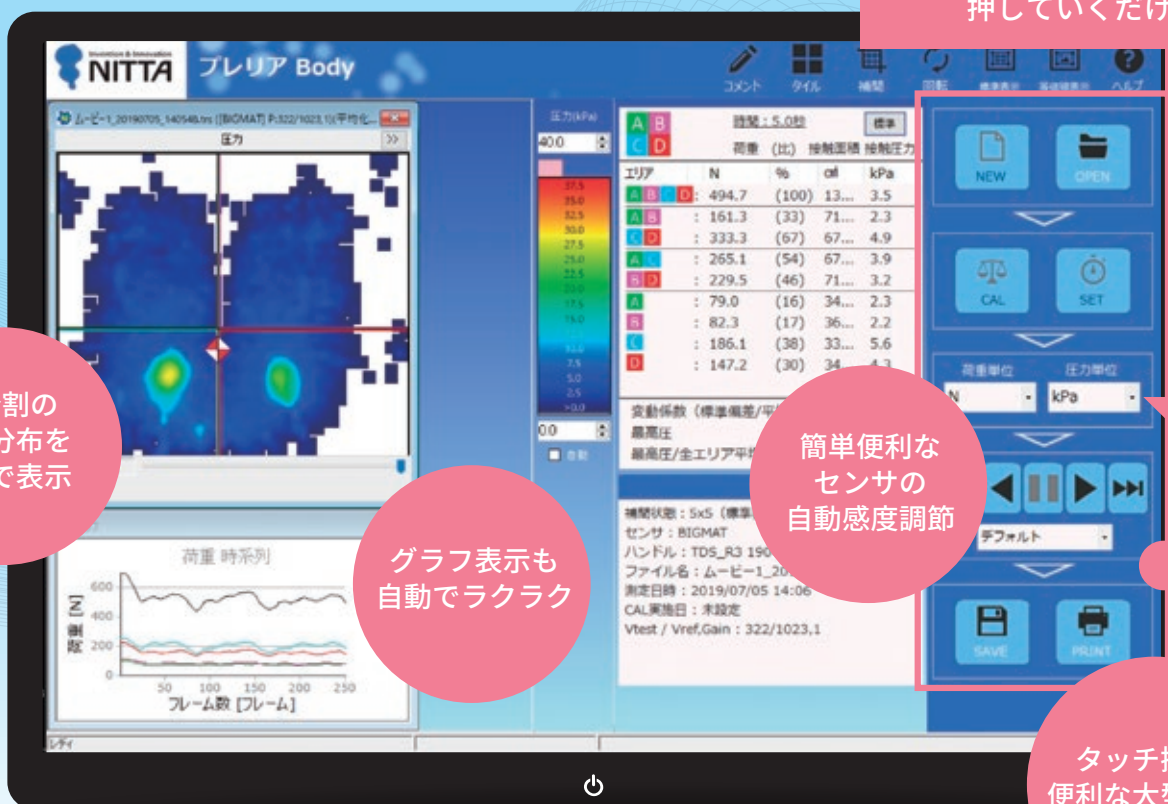 押していくだけ
Invention & Innovation
NITTA
プレリア Body
コメント
タイル
補間
回転
標準表示
ヘルプ
ムービー1_20190705_140548.trs ([BIGMAT] P:322/1023,1)(平均化...
圧力
>>
圧力(kPa)
40.0
37.5
35.0
32.5
30.0
27.5
25.0
22.5
20.0
17.5
15.0
10.0
7.5
5.0
2.5
>0.0
0.0
自動
A B
C D
時間 : 5.0秒
標準
荷重 (比) 接触面積 接触圧力
エリア N % ㎠ kPa
A B C D : 494.7 (100) 13... 3.5
A B : 161.3 (33) 71... 2.3
C D : 333.3 (67) 67... 4.9
A C : 265.1 (54) 67... 3.9
B D : 229.5 (46) 71... 3.2
A : 79.0 (16) 34... 2.3
B : 82.3 (17) 36... 2.2
C : 186.1 (38) 33... 5.6
D : 147.2 (30) 34... 4.3
変動係数（標準偏差/平
最高圧
最高圧/全エリア平均
補間状態 : 5x5（標準
センサ : BIGMAT
ハンドル : TDS_R3 190
ファイル名 : ムービー1_20
測定日時 : 2019/07/05 14:06
CAL実施日 : 未設定
Vtest / Vref,Gain : 322/1023,1
NEW
OPEN
CAL
SET
荷重単位
圧力単位
N
kPa
デフォルト
SAVE
PRINT
割の
分布を
で表示
グラフ表示も
自動でラクラク
簡単便利な
センサの
自動感度調節
荷重 時系列
荷重 [N]
600
400
200
0
50 100 150 200 250
フレーム数 [フレーム]
レディ
タッチ
便利な大